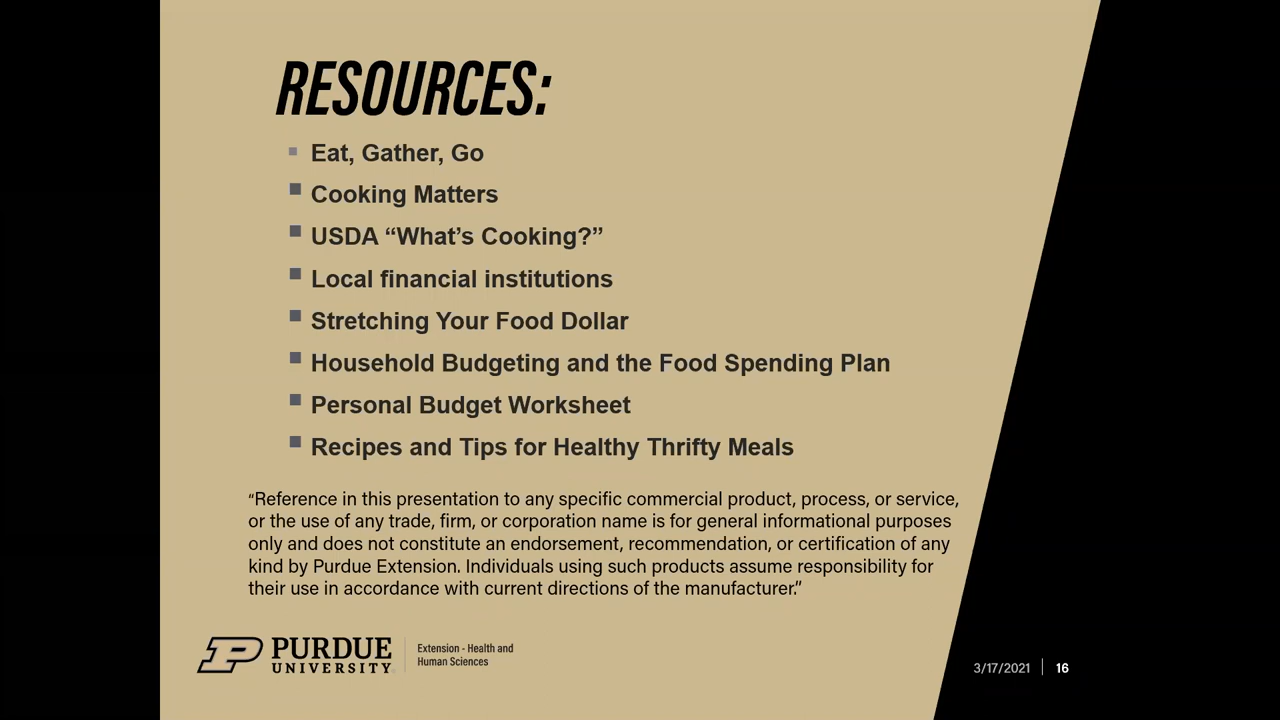 RESOURCES:
Eat, Gather, Go
Cooking Matters
USDA “What’s Cooking?”
Local financial institutions
Stretching Your Food Dollar
Household Budgeting and the Food Spending Plan
Personal Budget Worksheet
Recipes and Tips for Healthy Thrifty Meals
“Reference in this presentation to any specific commercial product, process, or service,
or the use of any trade, firm, or corporation name is for general informational purposes
only and does not constitute an endorsement, recommendation, or certification of any
kind by Purdue Extension. Individuals using such products assume responsibility for
their use in accordance with current directions of the manufacturer.”
P PURDUE
UNIVERSITY
Extension - Health and
Human Sciences
3/17/2021 | 16